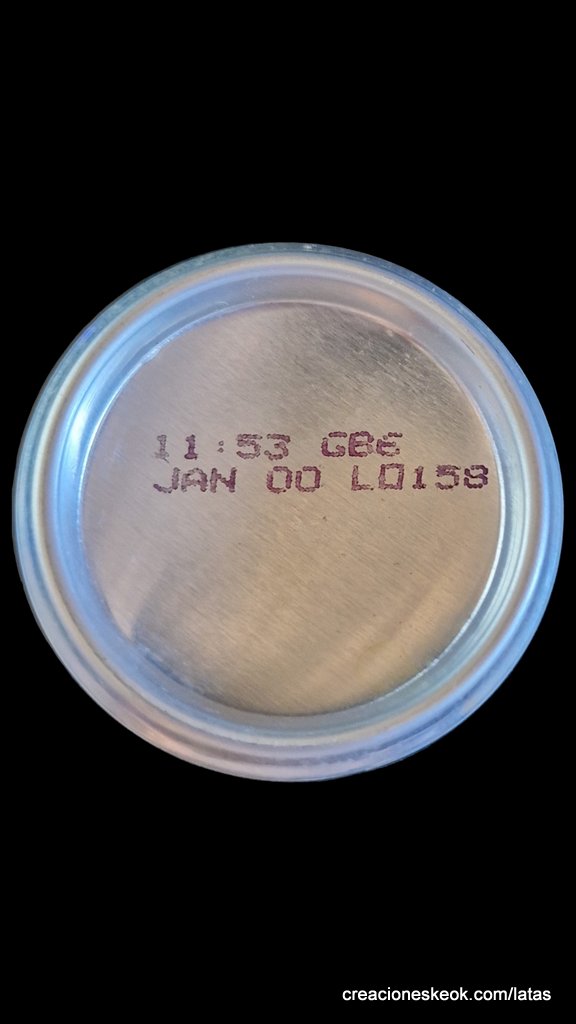 11:53 GB6
JAN 00 L0158
creacioneskeok.com/latas